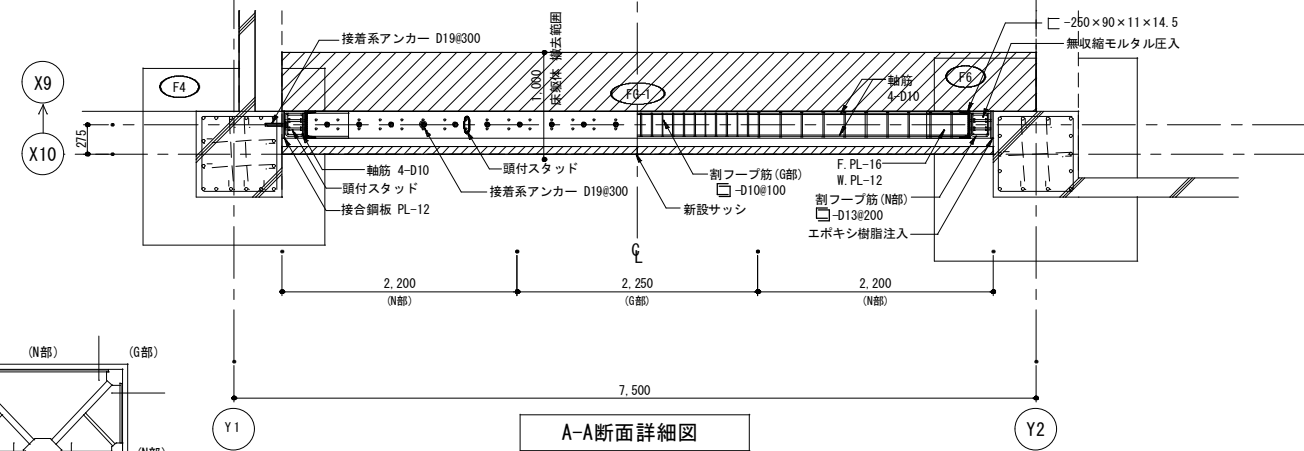 接着系アンカー D19@300
1,000
床躯体 撤去範囲
匚 -250×90×11×14.5
無収縮モルタル圧入
X9
F4
FG-1
軸筋
4-D10
F6
275
X10
軸筋 4-D10
頭付スタッド
接合鋼板 PL-12
頭付スタッド
接着系アンカー D19@300
割フープ筋(G部)
-D10@100
新設サッシ
F.PL-16
W.PL-12
割フープ筋(N部)
-D13@200
エポキシ樹脂注入
CL
2,200
(N部)
2,250
(G部)
2,200
(N部)
(N部)
(G部)
(N部)
7,500
Y1
A-A断面詳細図
Y2